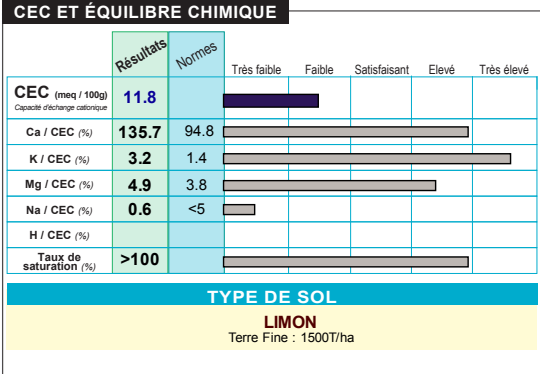 CEC ET ÉQUILIBRE CHIMIQUE
Résultats Normes Très faible Faible Satisfaisant Elevé Très élevé
CEC (meq / 100g) 11.8
Capacité d'échange cationique
Ca / CEC (%) 135.7 94.8
K / CEC (%) 3.2 1.4
Mg / CEC (%) 4.9 3.8
Na / CEC (%) 0.6 <5
H / CEC (%)
Taux de
saturation (%) >100
TYPE DE SOL
LIMON
Terre Fine : 1500T/ha